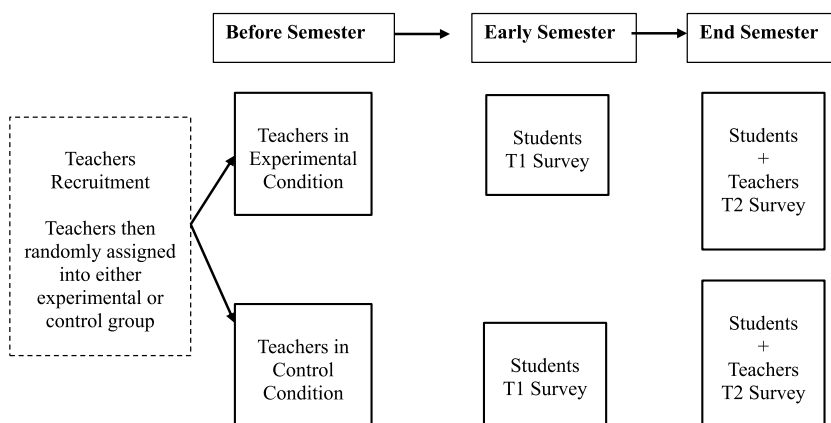 Before Semester
Early Semester
End Semester
Teachers
Recruitment
Teachers then
randomly assigned
into either
experimental or
control group
Teachers in
Experimental
Condition
Students
T1 Survey
Students
+
Teachers
T2 Survey
Teachers in
Control
Condition
Students
T1 Survey
Students
+
Teachers
T2 Survey